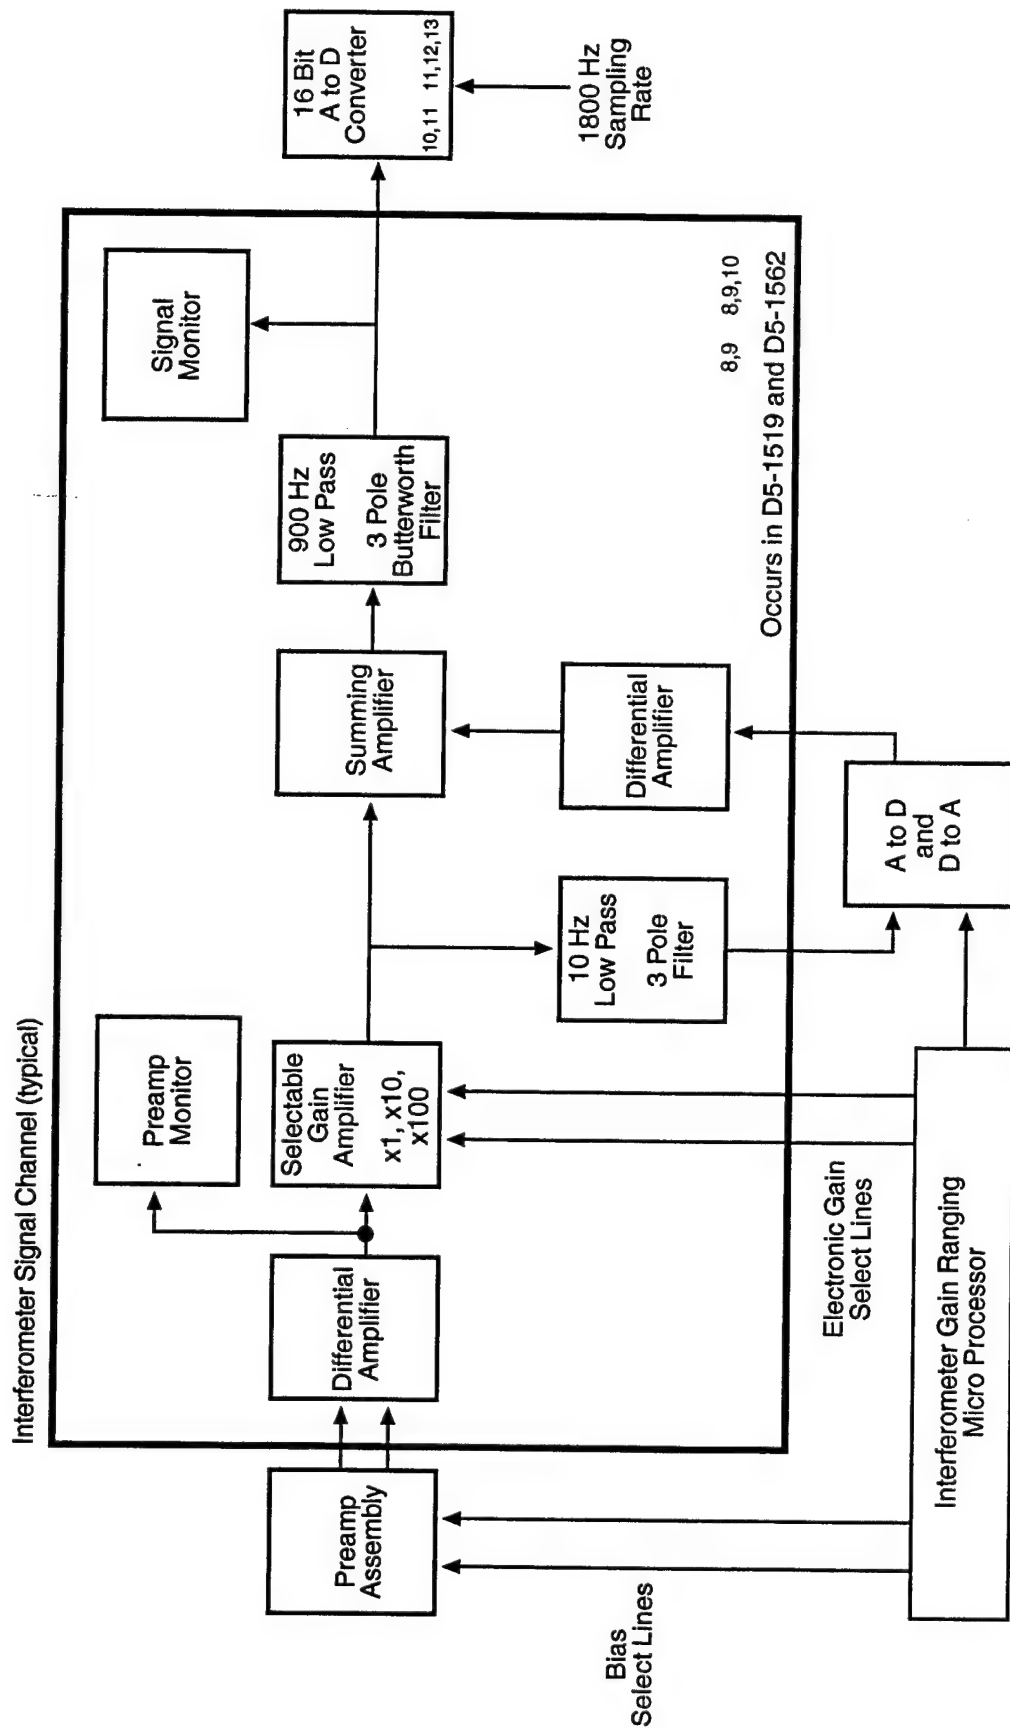 Interferometer Signal Channel (typical)
Preamp
Monitor
Signal
Monitor
Preamp
Assembly
Differential
Amplifier
Selectable
Gain
Amplifier
x1, x10,
x100
Summing
Amplifier
900 Hz
Low Pass
3 Pole
Butterworth
Filter
16 Bit
A to D
Converter
10,11 11,12,13
1800 Hz
Sampling
Rate
10 Hz
Low Pass
3 Pole
Filter
Differential
Amplifier
8,9 8,9,10
Occurs in D5-1519 and D5-1562
Bias
Select Lines
Electronic Gain
Select Lines
A to D
and
D to A
Interferometer Gain Ranging
Micro Processor